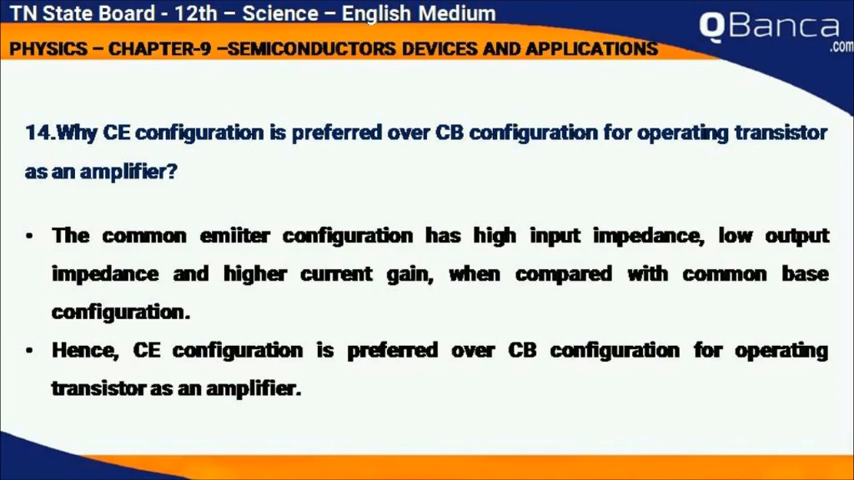 TN State Board - 12th – Science – English Medium
QBanca
.com
PHYSICS – CHAPTER-9 –SEMICONDUCTORS DEVICES AND APPLICATIONS
14.Why CE configuration is preferred over CB configuration for operating transistor
as an amplifier?
• The common emiiter configuration has high input impedance, low output
impedance and higher current gain, when compared with common base
configuration.
• Hence, CE configuration is preferred over CB configuration for operating
transistor as an amplifier.